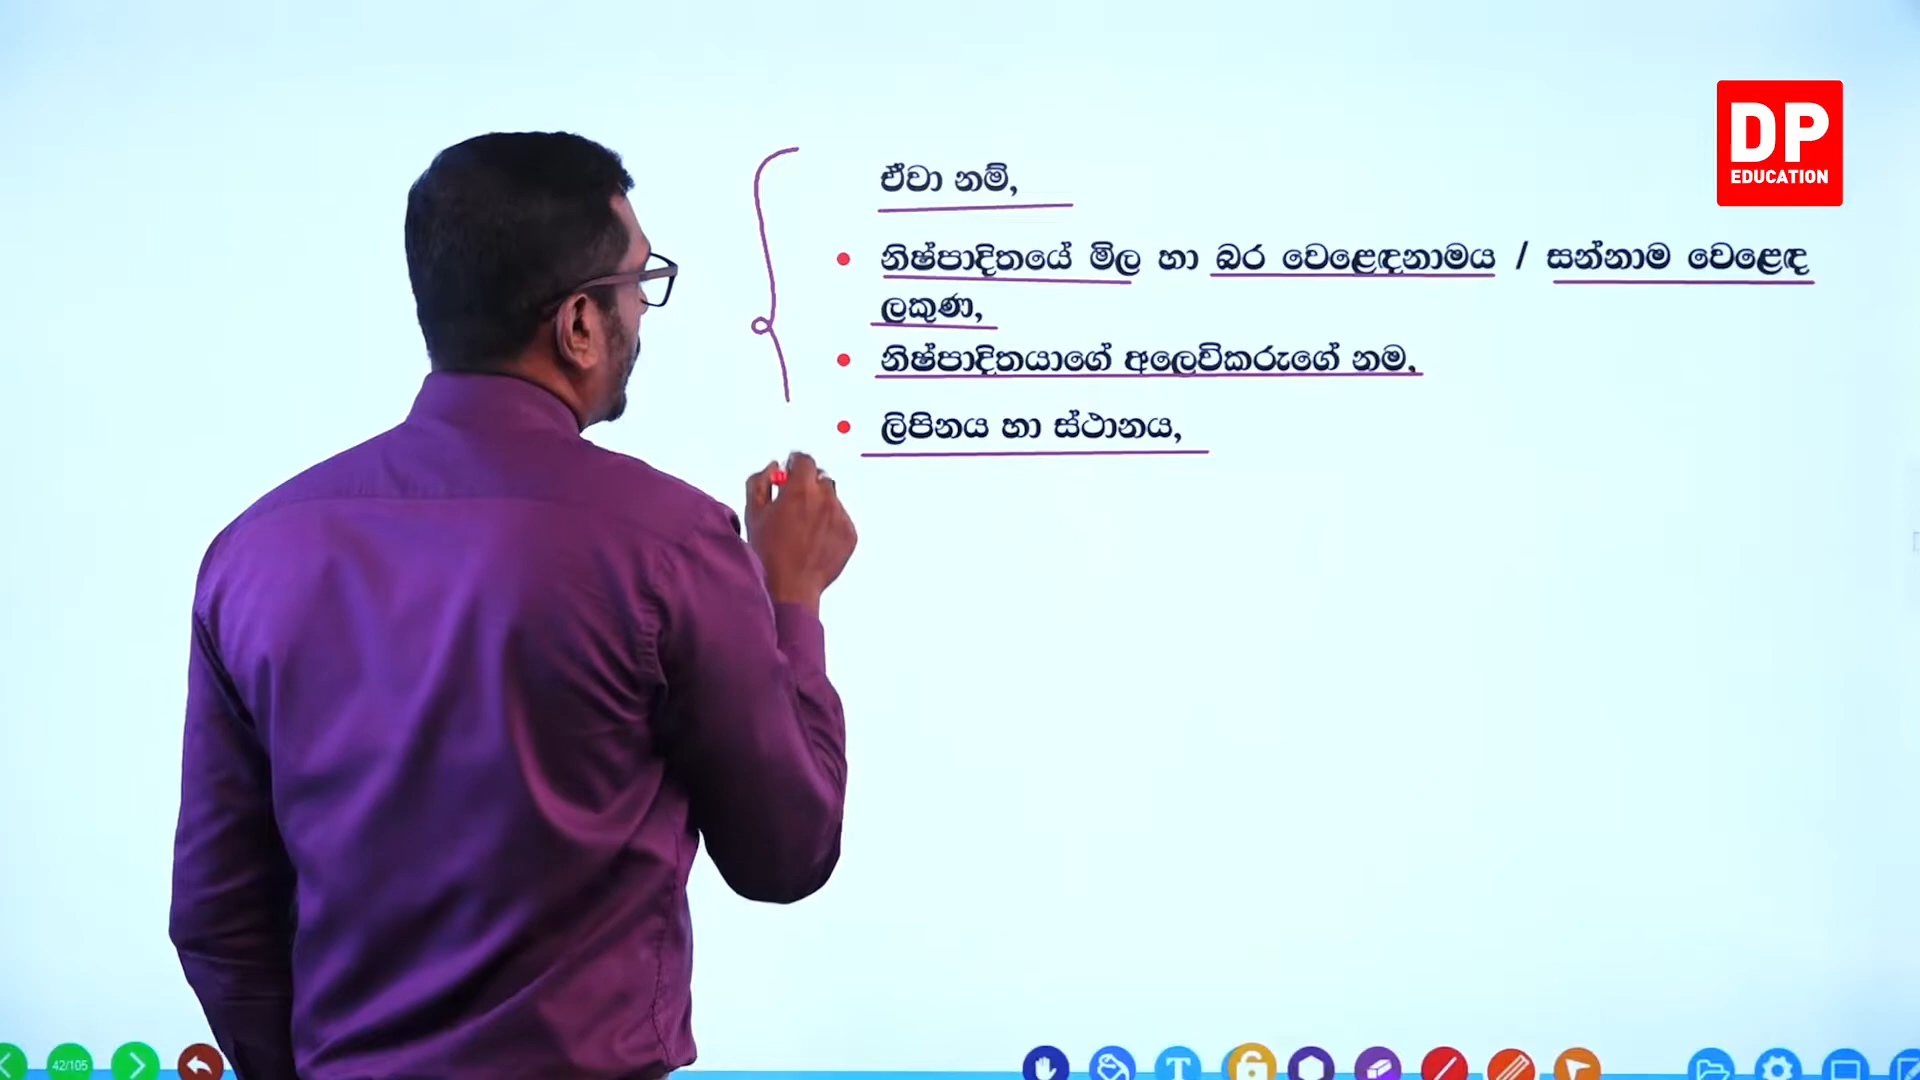 DP
EDUCATION
ඒවා නම්,
නිෂ්පාදිතයේ මිල හා බර වෙළෙඳනාමය / සන්නාම වෙළෙඳ
ලකුණ,
නිෂ්පාදිතයාගේ අලෙවිකරුගේ නම,
ලිපිනය හා ස්ථානය,
42/105
T